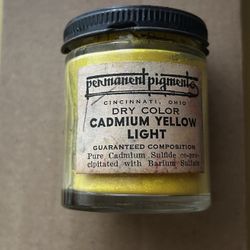 permanent pigments
CINCINNATI, OHIO
DRY COLOR
CADMIUM YELLOW
LIGHT
GUARANTEED COMPOSITION
Pure Cadmium Sulfide co-pre-
cipitated with Barium Sulfate